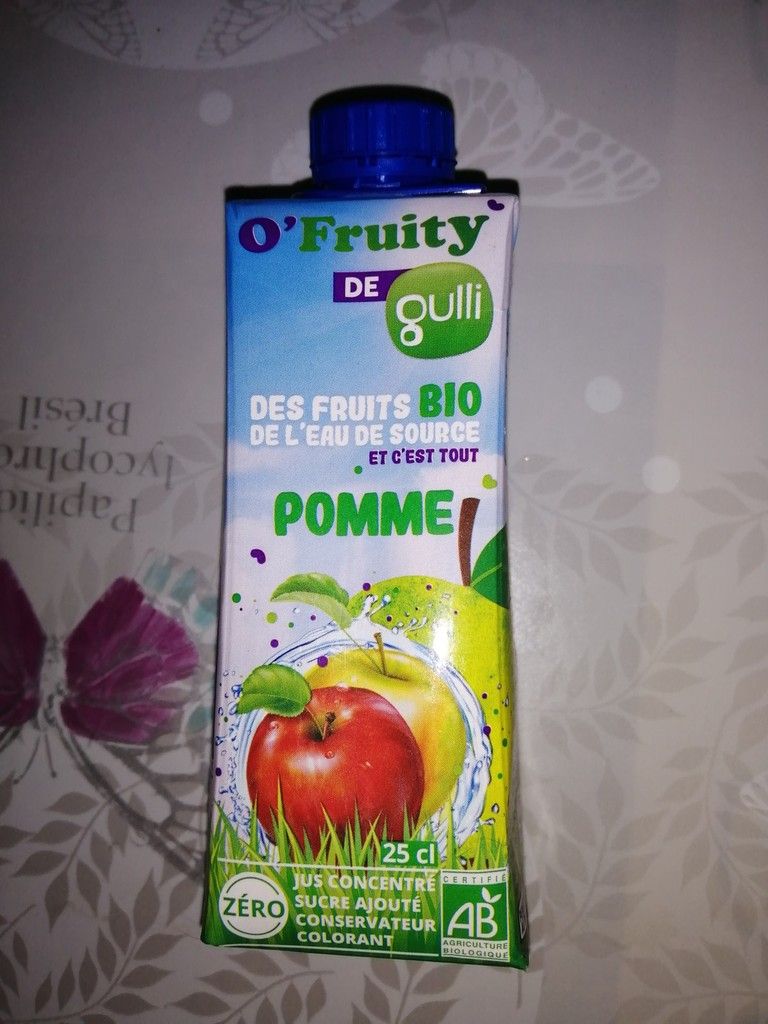 O'Fruity
DE gulli
DES FRUITS BIO
DE L'EAU DE SOURCE
ET C'EST TOUT
POMME
25 cl
ZÉRO
JUS CONCENTRÉ
SUCRE AJOUTÉ
CONSERVATEUR
COLORANT
CERTIFIÉ
AB
AGRICULTURE
BIOLOGIQUE
Papilio
lycophron
Brésil